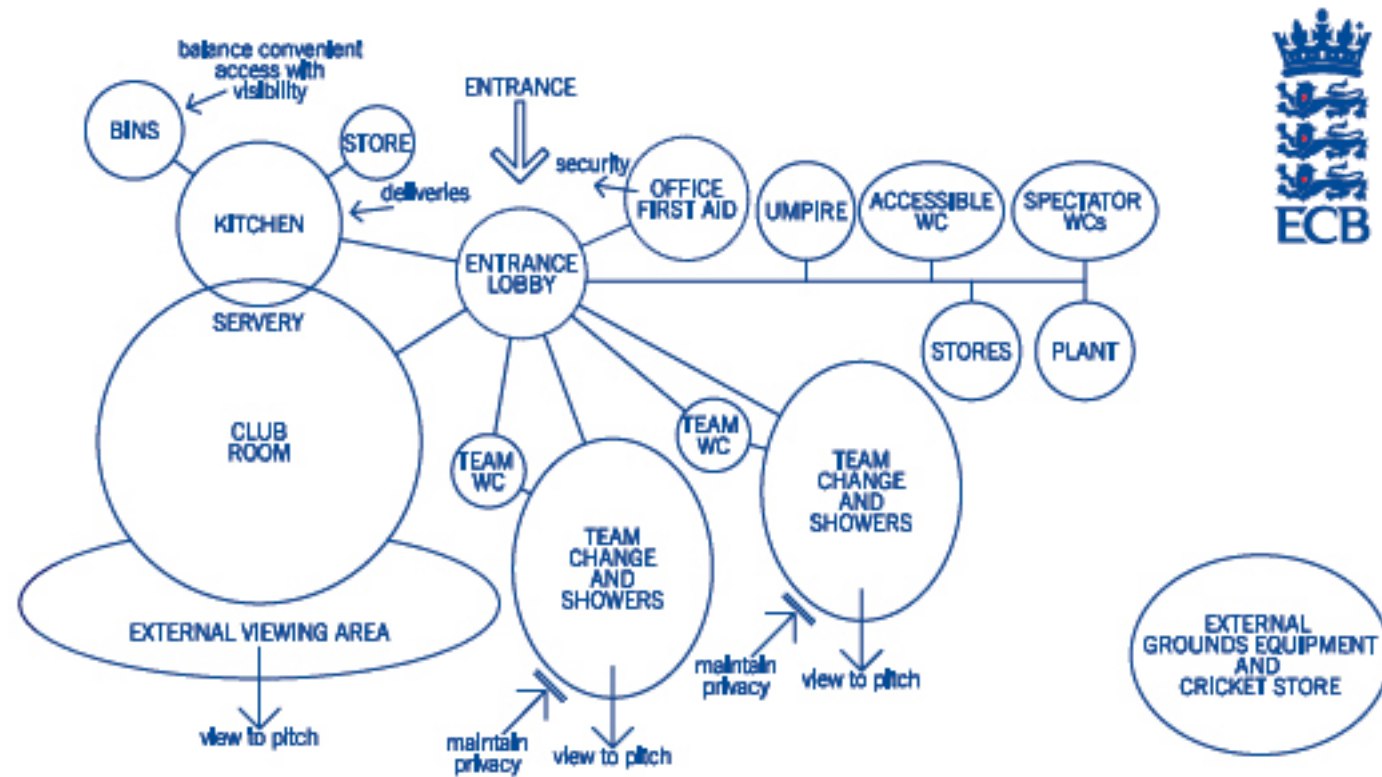 balance convenient
access with
visibility
BINS
STORE
ENTRANCE
security
OFFICE
FIRST AID
deliveries
KITCHEN
UMPIRE
ACCESSIBLE
WC
SPECTATOR
WCs
ECB
ENTRANCE
LOBBY
SERVERY
STORES
PLANT
CLUB
ROOM
TEAM
WC
TEAM
WC
TEAM
CHANGE
AND
SHOWERS
TEAM
CHANGE
AND
SHOWERS
EXTERNAL VIEWING AREA
EXTERNAL
GROUNDS EQUIPMENT
AND
CRICKET STORE
maintain
privacy
view to pitch
view to pitch
maintain
privacy
view to pitch